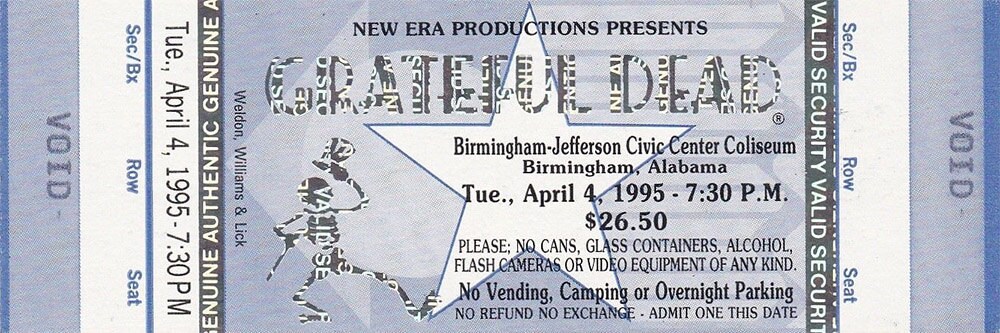 VOID -
Sec/Bx Row Seat
Tue., April 4, 1995 - 7:30 PM
ENUINE AUTHENTIC GENUINE A
Weldon, Williams & Lick
NEW ERA PRODUCTIONS PRESENTS
GRATEFUL DEAD®
Birmingham-Jefferson Civic Center Coliseum
Birmingham, Alabama
Tue., April 4, 1995 - 7:30 P.M.
$26.50
PLEASE; NO CANS, GLASS CONTAINERS, ALCOHOL,
FLASH CAMERAS OR VIDEO EQUIPMENT OF ANY KIND.
No Vending, Camping or Overnight Parking
NO REFUND NO EXCHANGE - ADMIT ONE THIS DATE
VALID SECURITY VALID SECURI
Sec/Bx Row Seat
VOID -